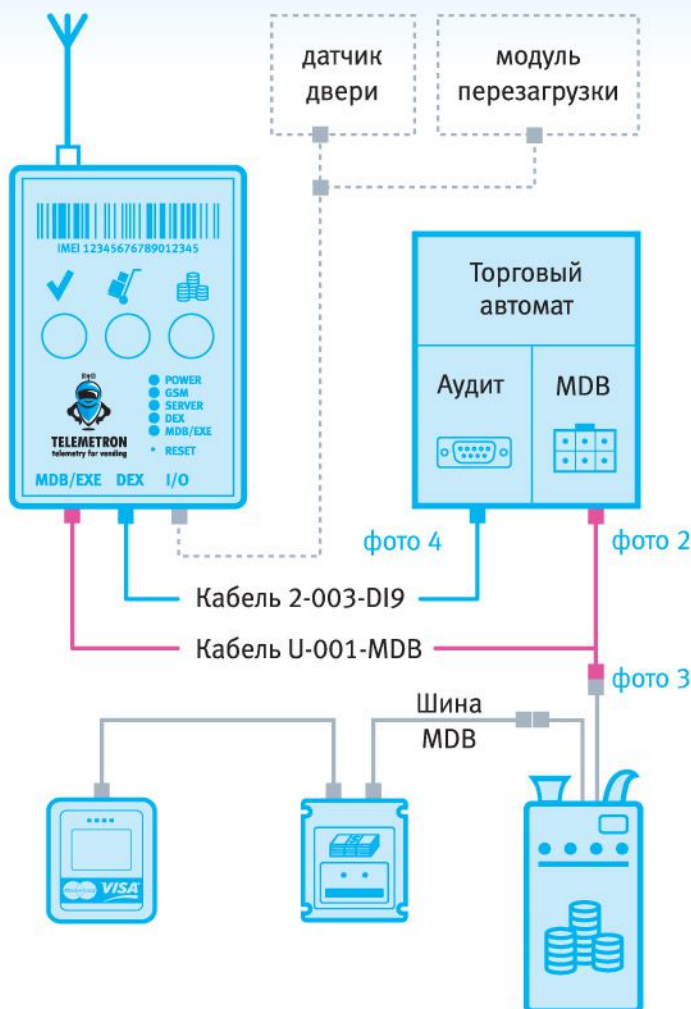 датчик
двери
модуль
перезагрузки
IMEI 12345676789012345
POWER
GSM
SERVER
DEX
MDB/EXE
RESET
TELEMETRON
telemetry for vending
MDB/EXE DEX I/O
Торговый
автомат
Аудит
MDB
фото 4
фото 2
Кабель 2-003-DI9
Кабель U-001-MDB
фото 3
Шина
MDB
VISA